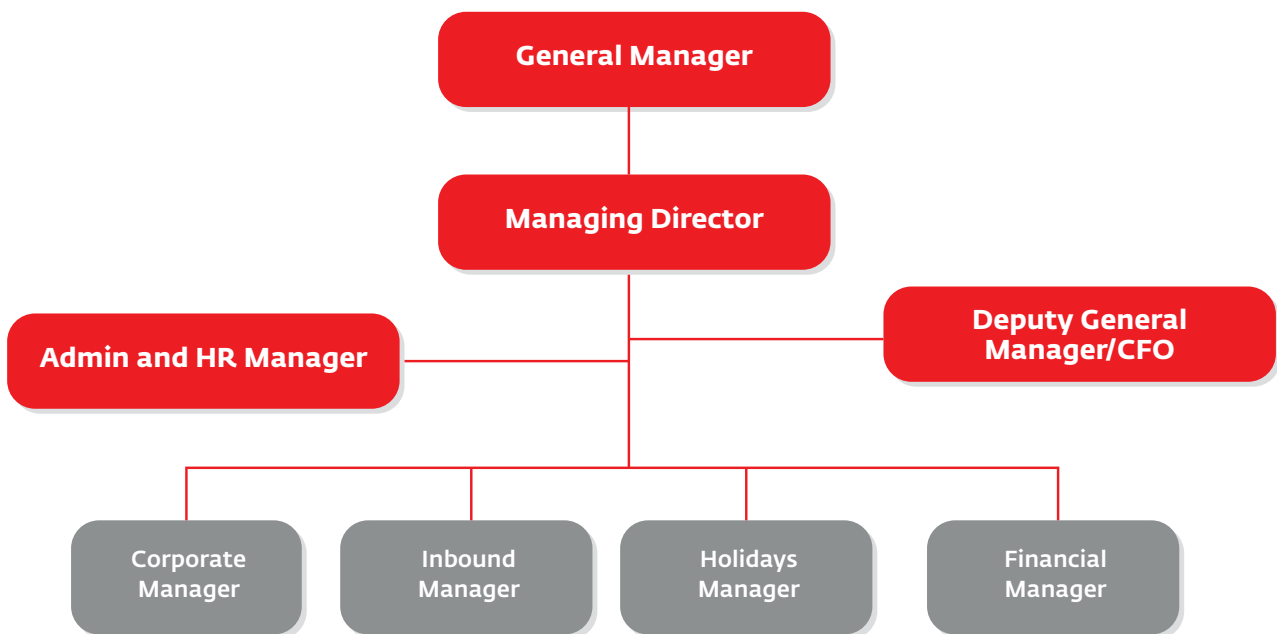 General Manager
Managing Director
Deputy General
Manager/CFO
Admin and HR Manager
Corporate
Manager
Inbound
Manager
Holidays
Manager
Financial
Manager